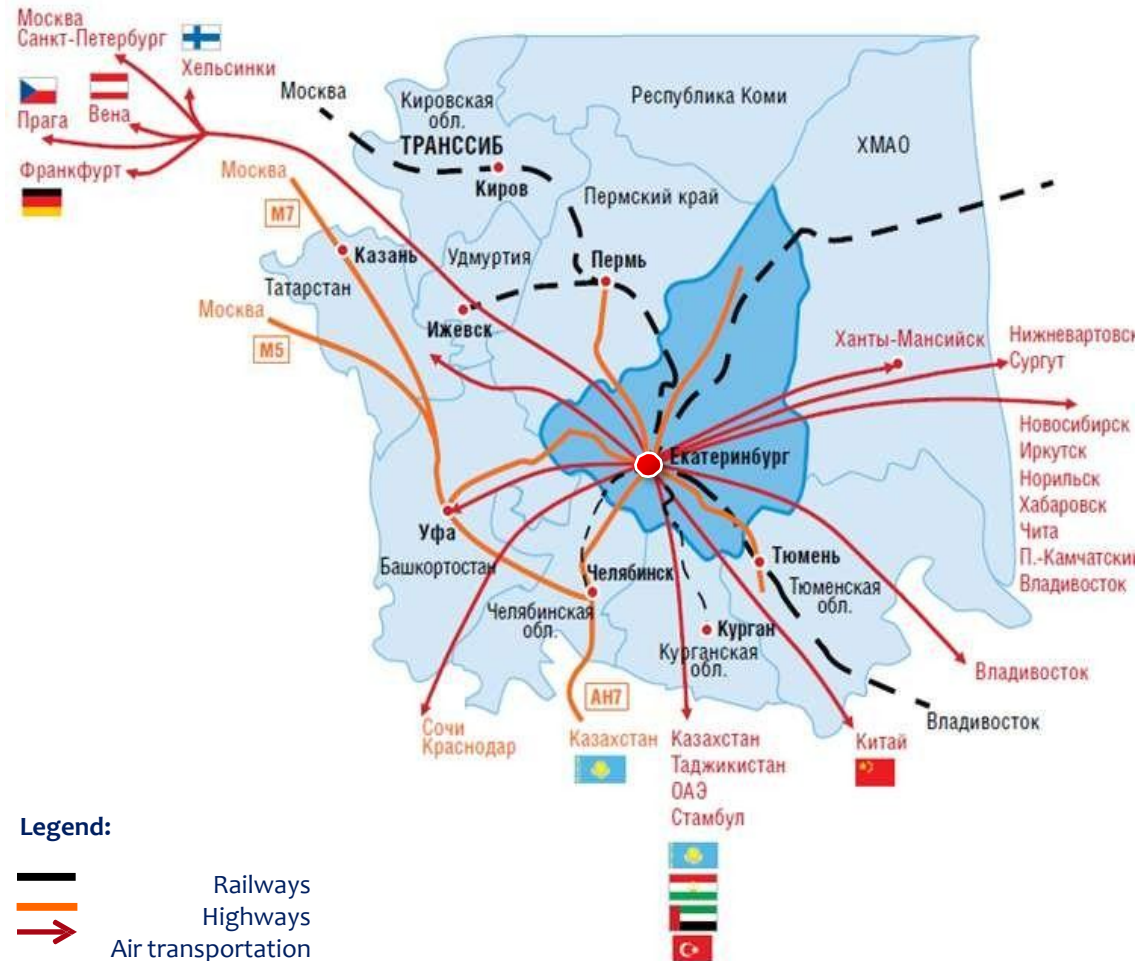 Москва
Санкт-Петербург
Хельсинки
Прага
Вена
Франкфурт
Москва
Кировская
обл.
ТРАНССИБ
Киров
Республика Коми
ХМАО
Пермский край
Москва
M7
Казань
Татарстан
Удмуртия
Пермь
Ижевск
Москва
M5
Ханты-Мансийск
Нижневартовск
Сургут
Новосибирск
Иркутск
Норильск
Хабаровск
Чита
П.-Камчатский
Владивосток
Екатеринбург
Уфа
Башкортостан
Челябинск
Челябинская
обл.
Тюмень
Тюменская
обл.
Курган
Курганская
обл.
Владивосток
Владивосток
АН7
Сочи
Краснодар
Казахстан
Казахстан
Таджикистан
ОАЭ
Стамбул
Китай
Legend:
Railways
Highways
Air transportation